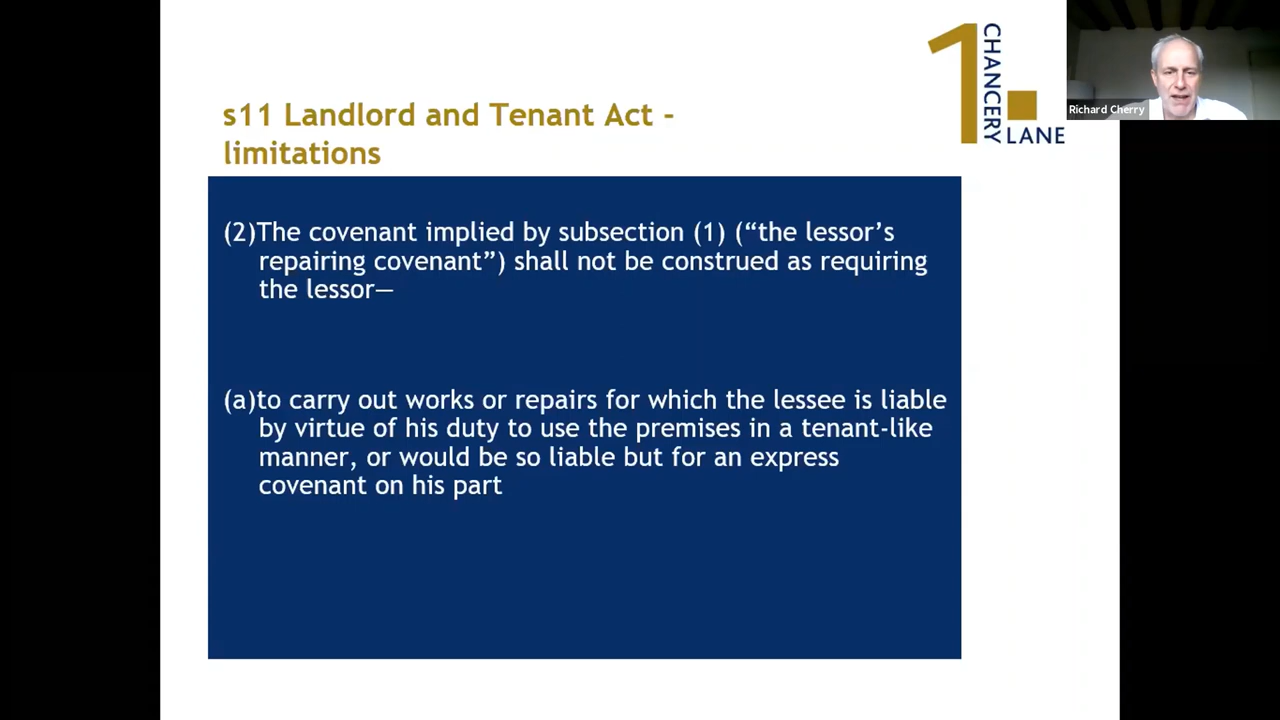 s11 Landlord and Tenant Act -
limitations
1
CHANCERY
LANE
Richard Cherry
(2)The covenant implied by subsection (1) (“the lessor’s
repairing covenant”) shall not be construed as requiring
the lessor—
(a)to carry out works or repairs for which the lessee is liable
by virtue of his duty to use the premises in a tenant-like
manner, or would be so liable but for an express
covenant on his part